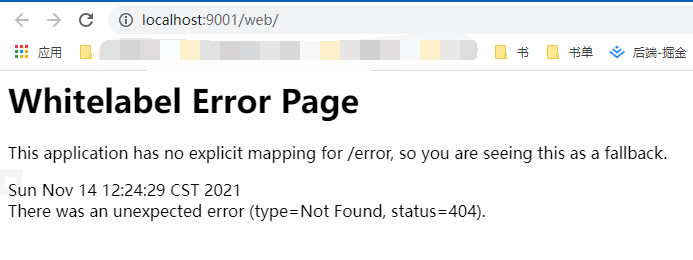 localhost:9001/web/
应用 书 书单 后端-掘金
Whitelabel Error Page
This application has no explicit mapping for /error, so you are seeing this as a fallback.
Sun Nov 14 12:24:29 CST 2021
There was an unexpected error (type=Not Found, status=404).